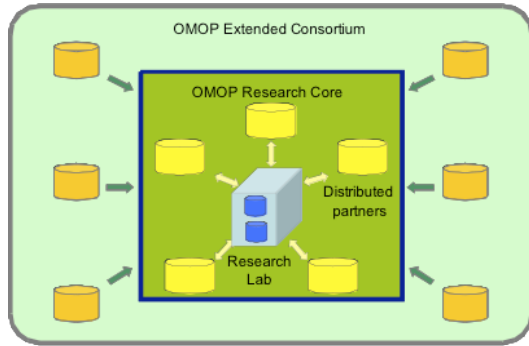 OMOP Extended Consortium
OMOP Research Core
Distributed
partners
Research
Lab